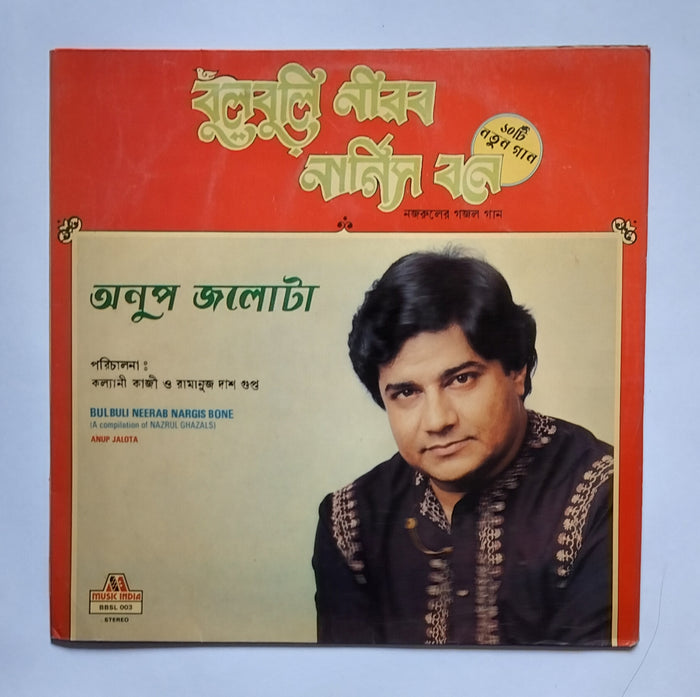 বুলবুলি নীরব
নার্গিস বনে
১০টি
নতুন গান
নজরুলের গজল গান
অনুপ জলোটা
পরিচালনা :
কল্যানী কাজী ও রামানুজ দাশ গুপ্ত
BULBULI NEERAB NARGIS BONE
(A compilation of NAZRUL GHAZALS)
ANUP JALOTA
MUSIC INDIA
BBSL 003
STEREO